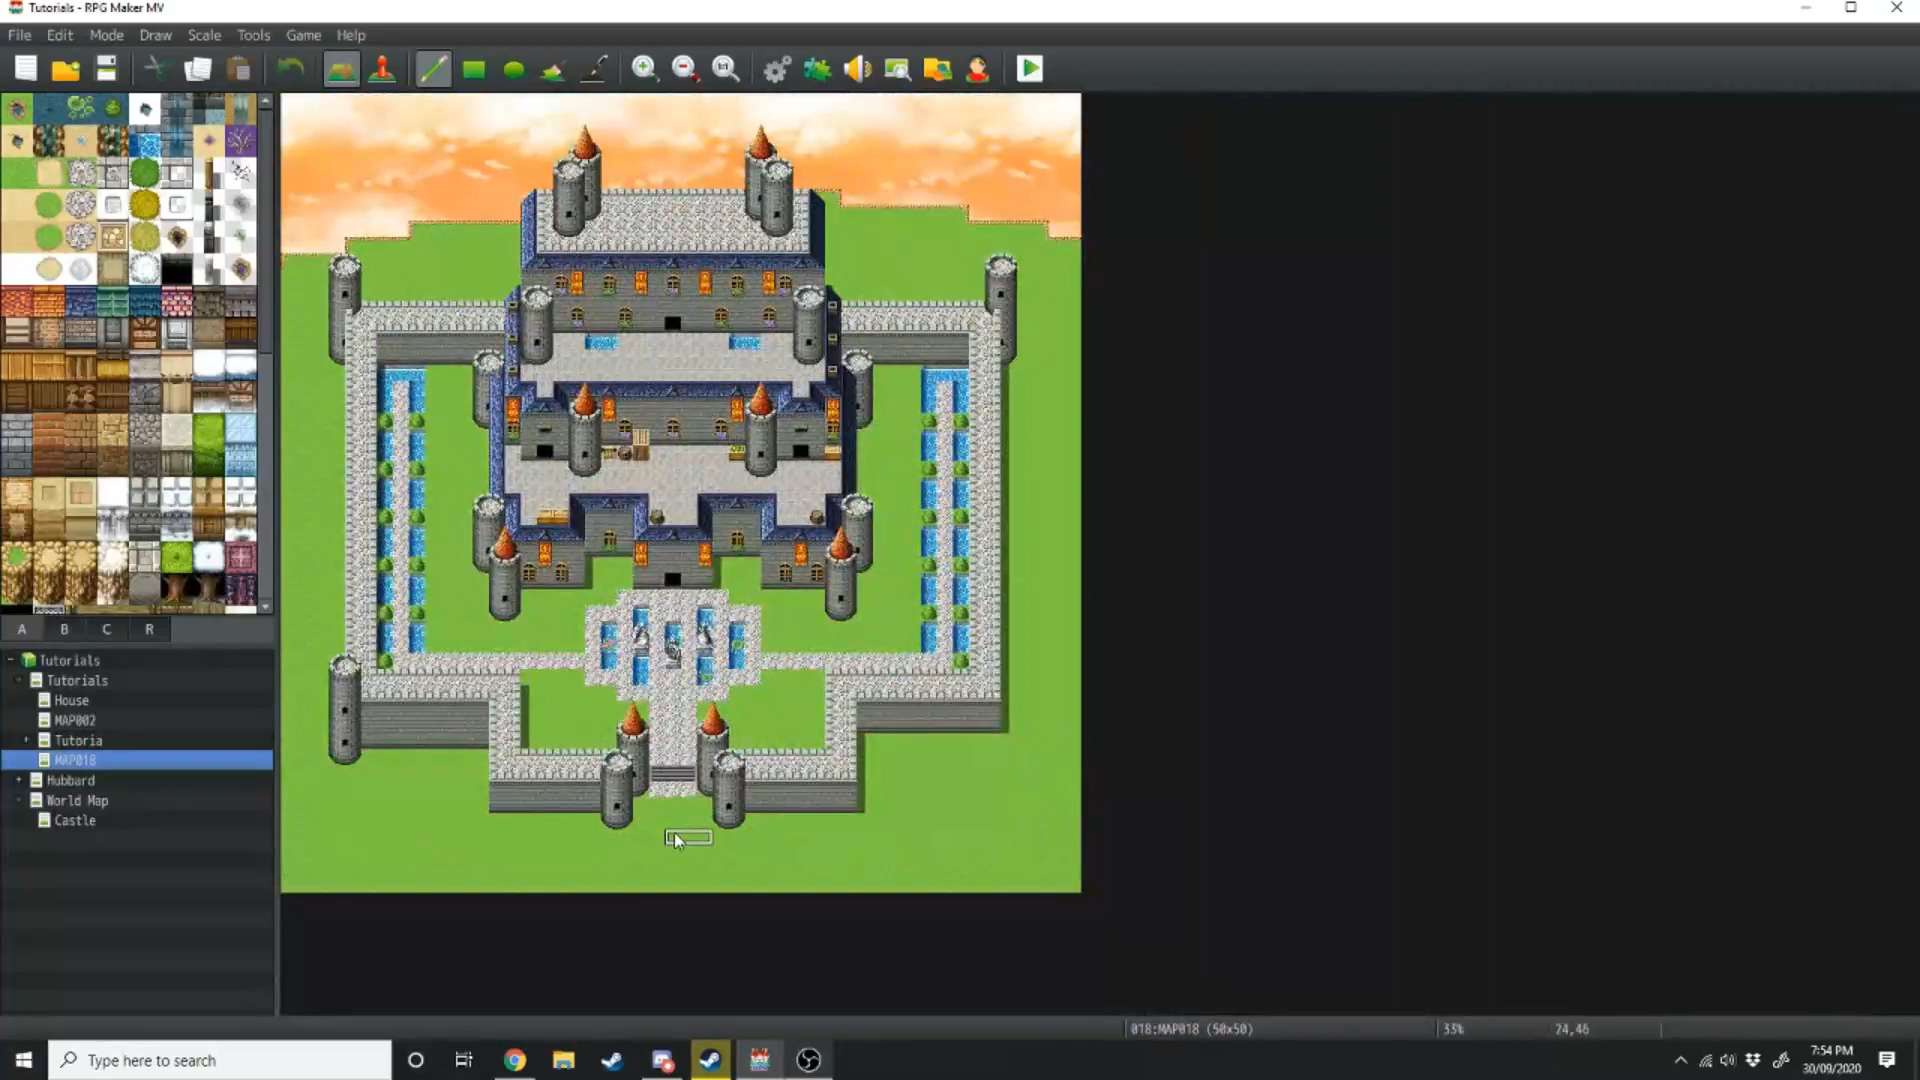 Tutorials - RPG Maker MV
File Edit Mode Draw Scale Tools Game Help
A B C R
Tutorials
Tutorials
House
MAP002
Tutoria
MAP018
Hubbard
World Map
Castle
018:MAP018 (50x50) 33% 24,46
Type here to search
7:54 PM
30/09/2020